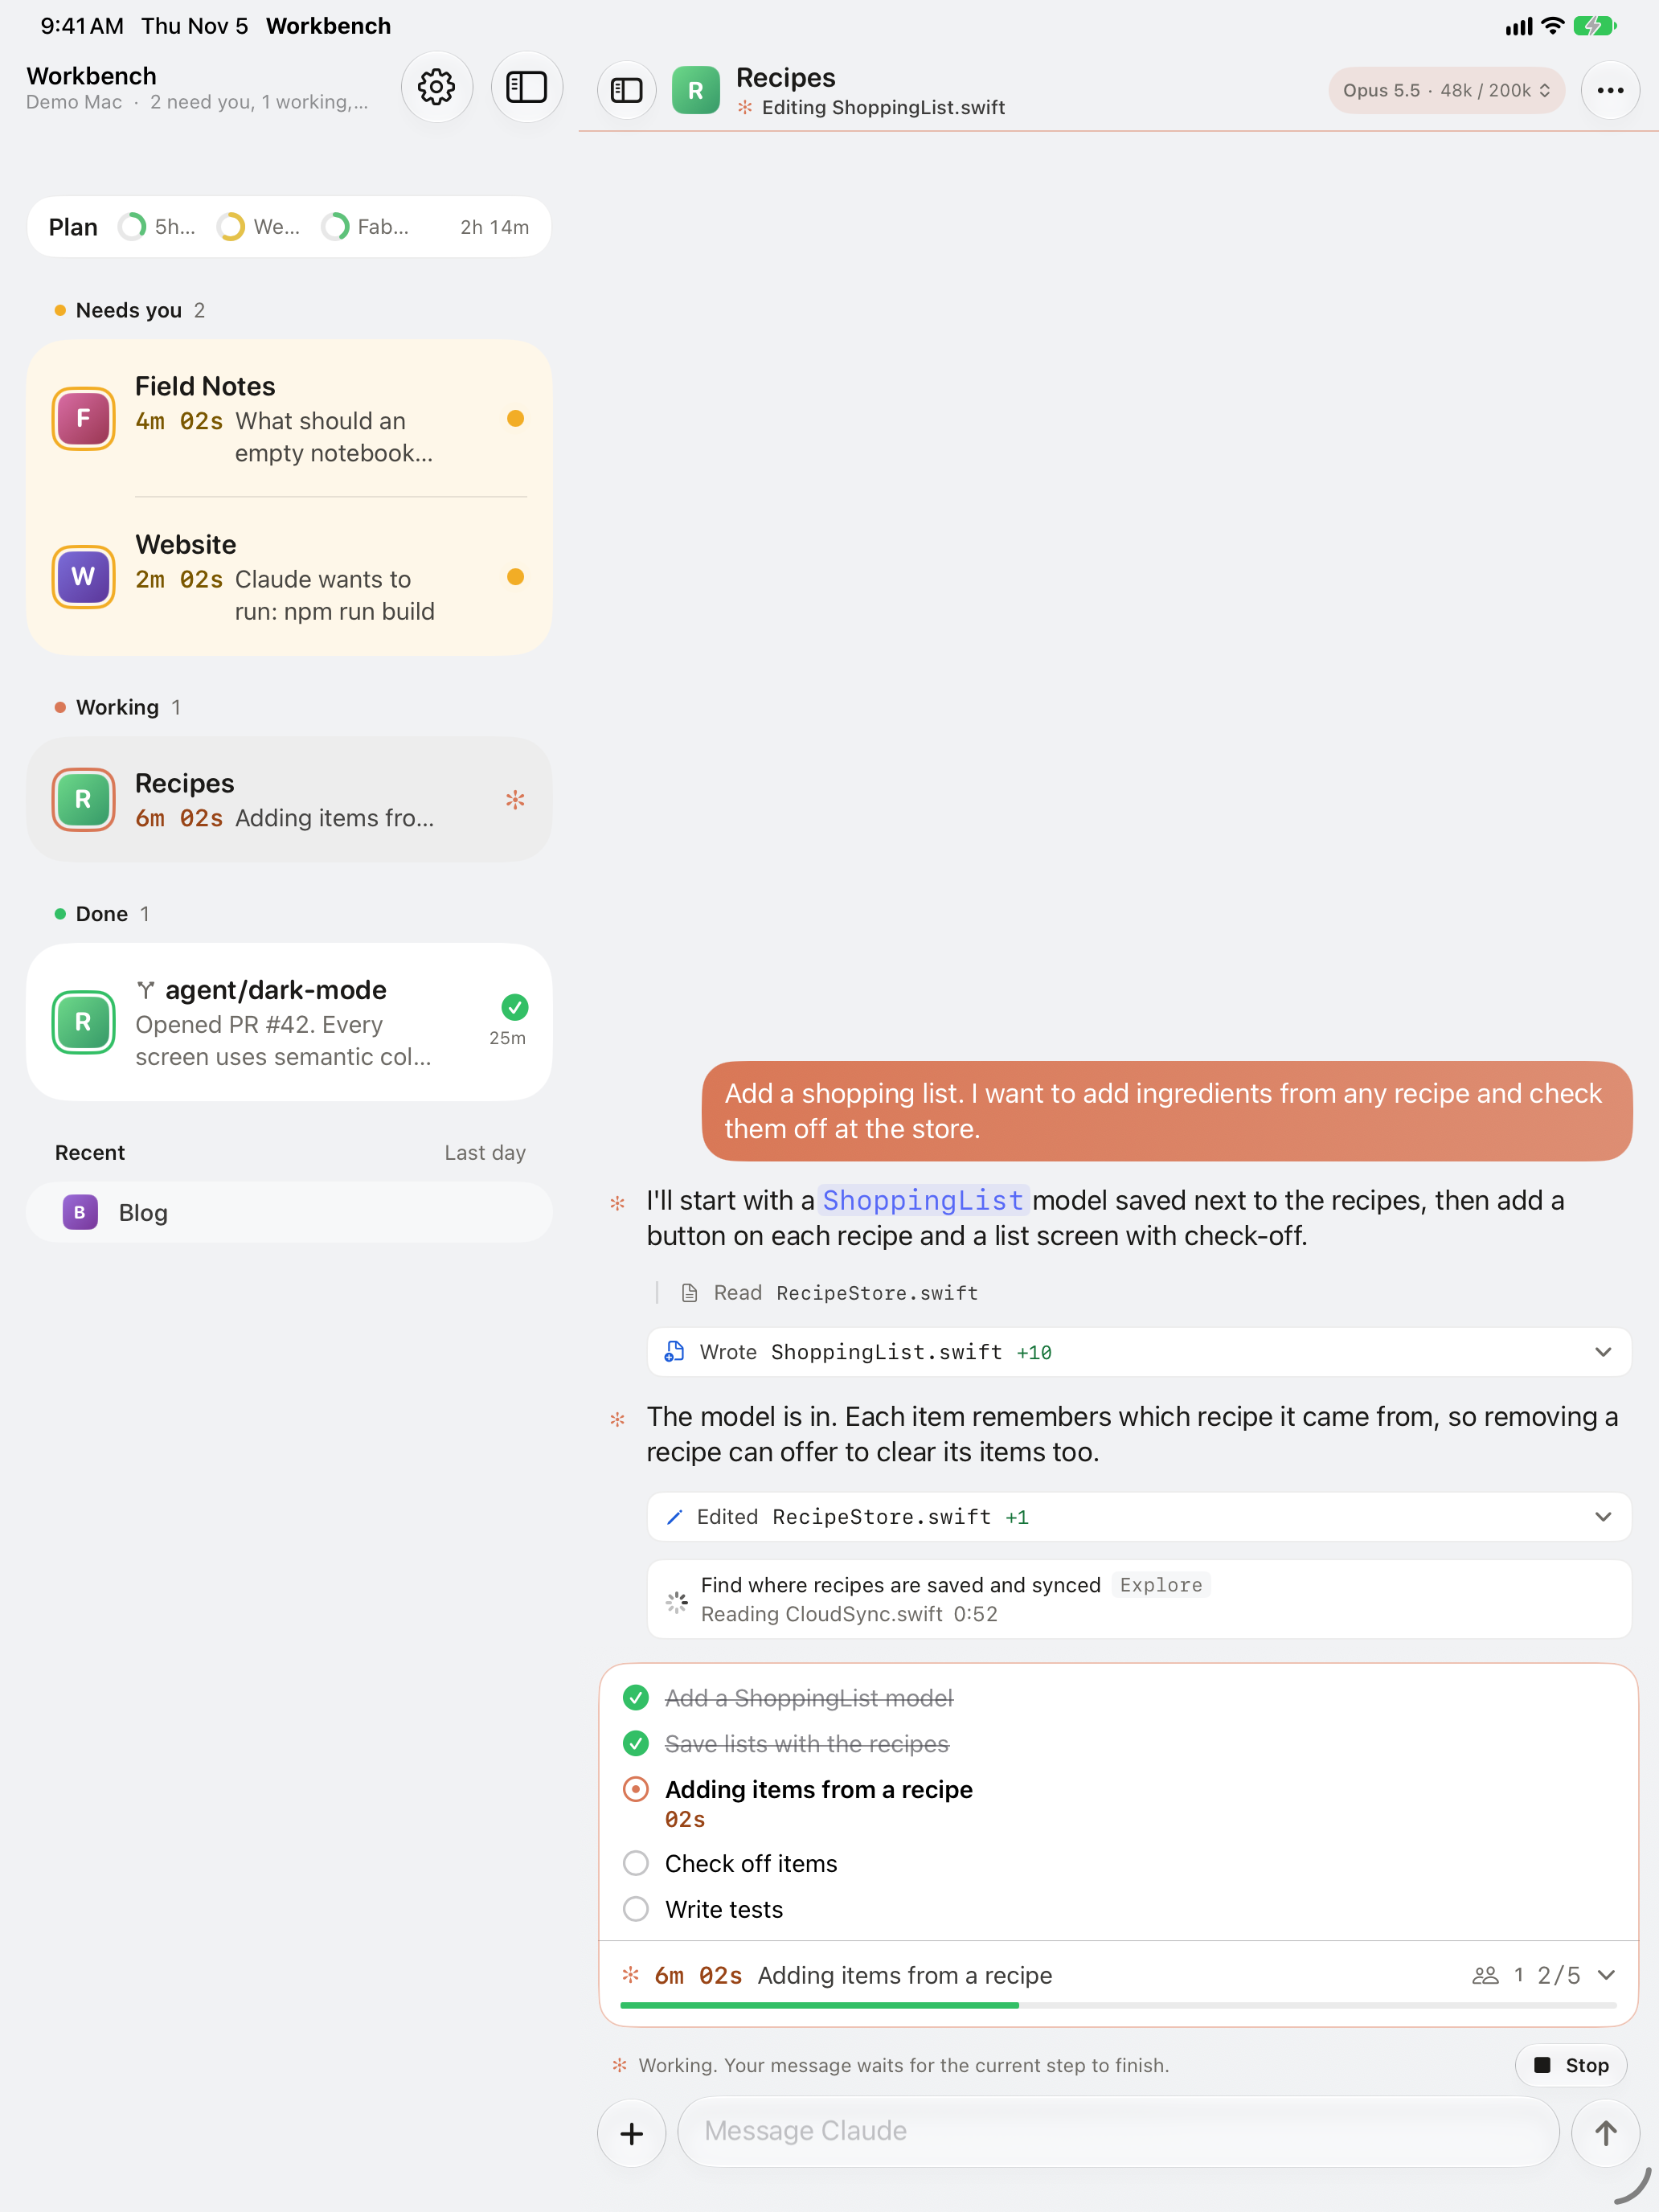 9:41 AM Thu Nov 5 Workbench
Workbench
Demo Mac · 2 need you, 1 working,...
Plan 5h... We... Fab... 2h 14m
Needs you 2
F
Field Notes
4m 02s What should an
empty notebook...
W
Website
2m 02s Claude wants to
run: npm run build
Working 1
R
Recipes
6m 02s Adding items fro...
Done 1
R
agent/dark-mode
Opened PR #42. Every
screen uses semantic col...
25m
Recent Last day
B Blog
R
Recipes
Editing ShoppingList.swift
Opus 5.5 · 48k / 200k
Add a shopping list. I want to add ingredients from any recipe and check
them off at the store.
I'll start with a ShoppingList model saved next to the recipes, then add a
button on each recipe and a list screen with check-off.
Read RecipeStore.swift
Wrote ShoppingList.swift +10
The model is in. Each item remembers which recipe it came from, so removing a
recipe can offer to clear its items too.
Edited RecipeStore.swift +1
Find where recipes are saved and synced Explore
Reading CloudSync.swift 0:52
Add a ShoppingList model
Save lists with the recipes
Adding items from a recipe
02s
Check off items
Write tests
6m 02s Adding items from a recipe 1 2/5
Working. Your message waits for the current step to finish. Stop
Message Claude